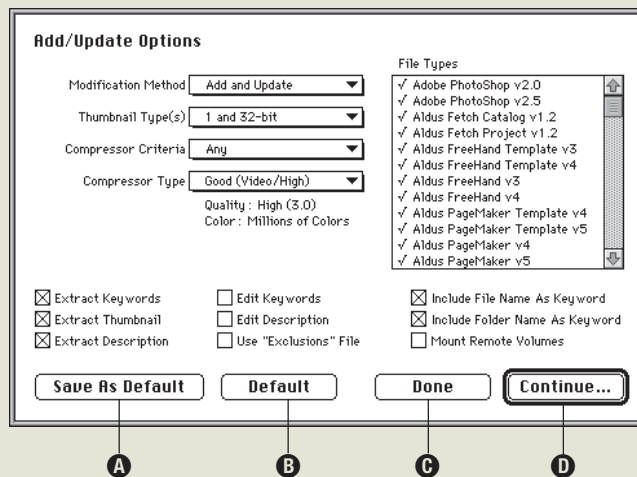 Add/Update Options
Modification Method Add and Update
Thumbnail Type(s) 1 and 32-bit
Compressor Criteria Any
Compressor Type Good (Video/High)
Quality : High (3.0)
Color : Millions of Colors
File Types
√ Adobe PhotoShop v2.0
√ Adobe PhotoShop v2.5
√ Aldus Fetch Catalog v1.2
√ Aldus Fetch Project v1.2
√ Aldus FreeHand Template v3
√ Aldus FreeHand Template v4
√ Aldus FreeHand v3
√ Aldus FreeHand v4
√ Aldus PageMaker Template v4
√ Aldus PageMaker Template v5
√ Aldus PageMaker v4
√ Aldus PageMaker v5
Extract Keywords
Extract Thumbnail
Extract Description
Edit Keywords
Edit Description
Use "Exclusions" File
Include File Name As Keyword
Include Folder Name As Keyword
Mount Remote Volumes
Save As Default Default Done Continue...
A B C D